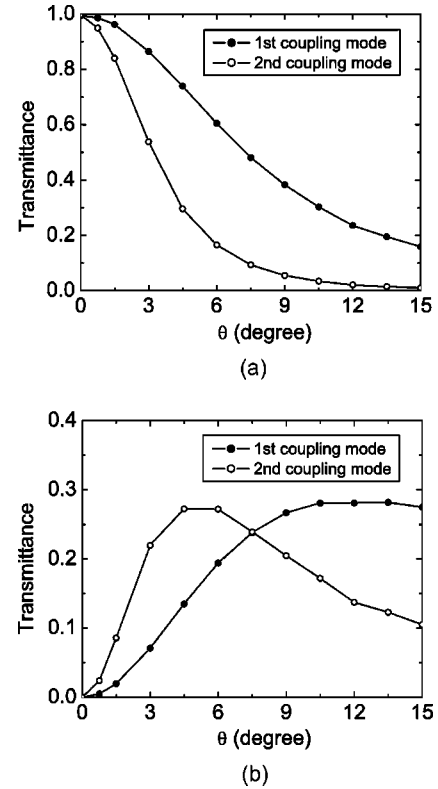 1.0
0.8
0.6
0.4
0.2
0.0
Transmittance
1st coupling mode
2nd coupling mode
0 3 6 9 12 15
θ (degree)
(a)
0.4
0.3
0.2
0.1
0.0
Transmittance
1st coupling mode
2nd coupling mode
0 3 6 9 12 15
θ (degree)
(b)